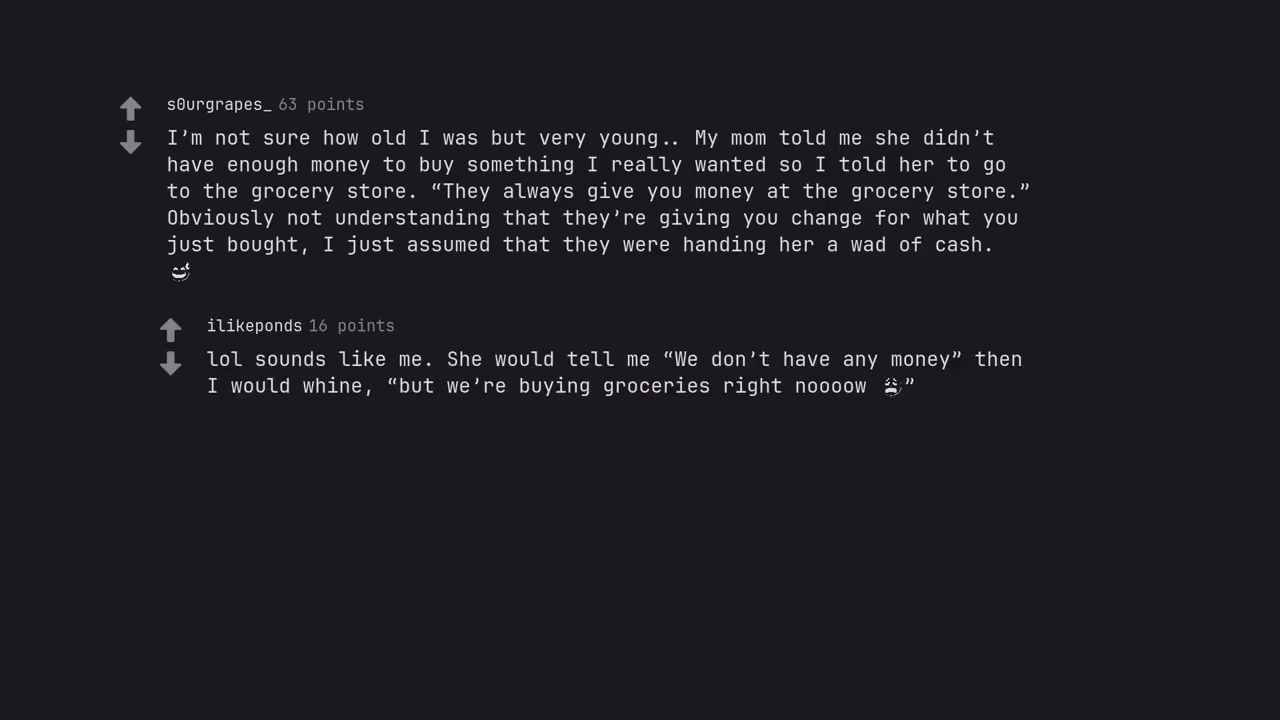 s0urgrapes_ 63 points
I’m not sure how old I was but very young.. My mom told me she didn’t
have enough money to buy something I really wanted so I told her to go
to the grocery store. “They always give you money at the grocery store.”
Obviously not understanding that they’re giving you change for what you
just bought, I just assumed that they were handing her a wad of cash.
😅
ilikeponds 16 points
lol sounds like me. She would tell me “We don’t have any money” then
I would whine, “but we’re buying groceries right noooow 😩”